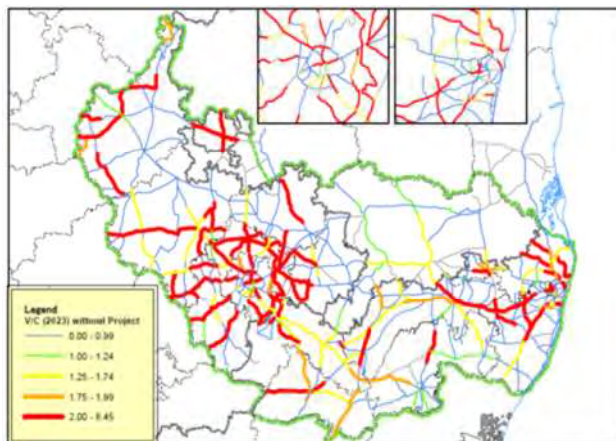 Legend
V/C (2023) without Project
0.00 - 0.99
1.00 - 1.24
1.25 - 1.74
1.75 - 1.99
2.00 - 8.45